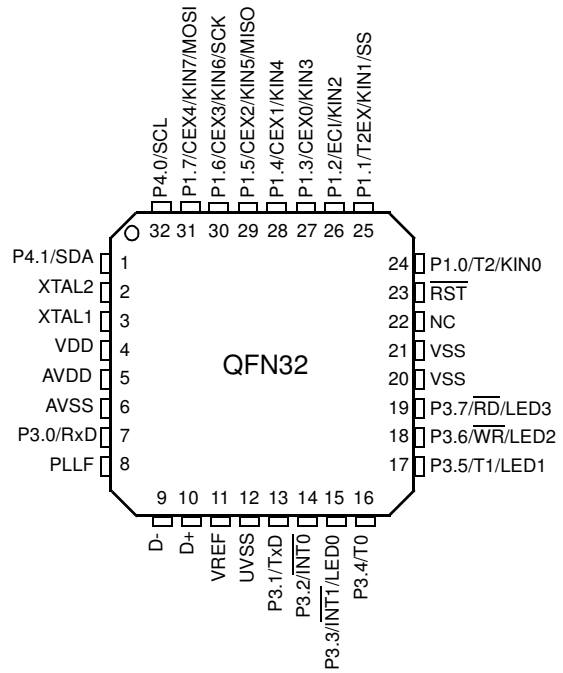 P4.0/SCL
P1.7/CEX4/KIN7/MOSI
P1.6/CEX3/KIN6/SCK
P1.5/CEX2/KIN5/MISO
P1.4/CEX1/KIN4
P1.3/CEX0/KIN3
P1.2/ECI/KIN2
P1.1/T2EX/KIN1/SS
32 31 30 29 28 27 26 25
P4.1/SDA 1
XTAL2 2
XTAL1 3
VDD 4
AVDD 5
AVSS 6
P3.0/RxD 7
PLLF 8
QFN32
24 P1.0/T2/KIN0
23 R̅S̅T̅
22 NC
21 VSS
20 VSS
19 P3.7/R̅D̅/LED3
18 P3.6/W̅R̅/LED2
17 P3.5/T1/LED1
9 10 11 12 13 14 15 16
D-
D+
VREF
UVSS
P3.1/TxD
P3.2/I̅N̅T̅0̅
P3.3/I̅N̅T̅1̅/LED0
P3.4/T0